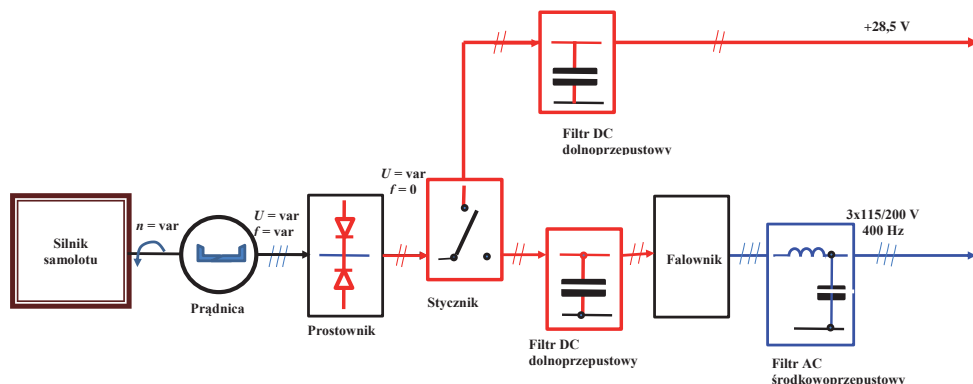 +28,5 V
Filtr DC
dolnoprzepustowy
Silnik
samolotu
n = var
Prądnica
U = var
f = var
Prostownik
U = var
f = 0
Stycznik
Filtr DC
dolnoprzepustowy
Falownik
3x115/200 V
400 Hz
Filtr AC
środkowoprzepustowy